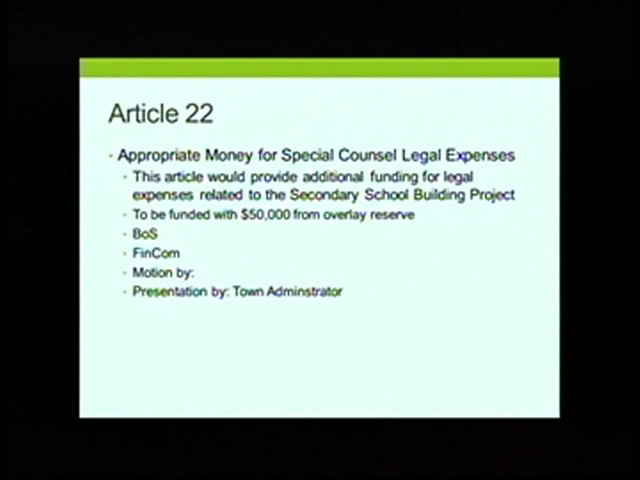 Article 22
Appropriate Money for Special Counsel Legal Expenses
This article would provide additional funding for legal
expenses related to the Secondary School Building Project
To be funded with $50,000 from overlay reserve
BoS
FinCom
Motion by:
Presentation by: Town Adminstrator